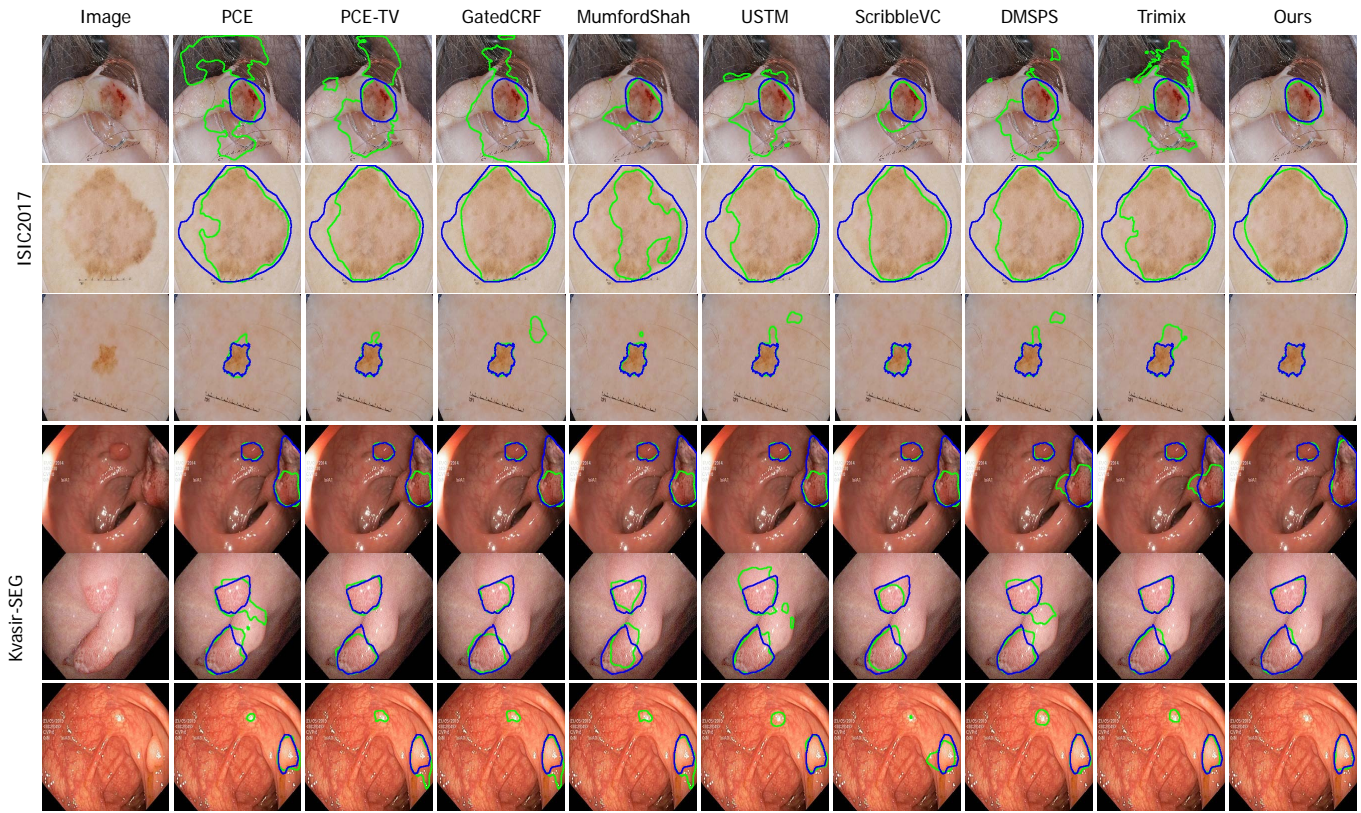 Image PCE PCE-TV GatedCRF MumfordShah USTM ScribbleVC DMSPS Trimix Ours
ISIC2017
Kvasir-SEG